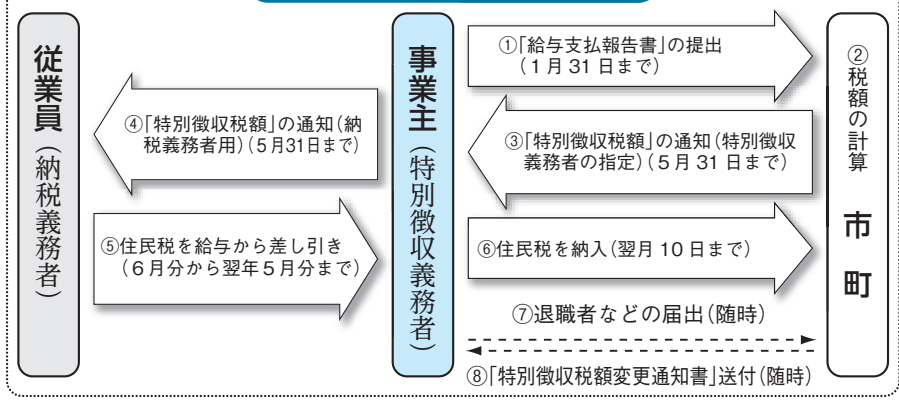 従業員（納税義務者）
事業主（特別徴収義務者）
①「給与支払報告書」の提出
（１月31日まで）
②税額の計算
市町
③「特別徴収税額」の通知（特別徴収
義務者の指定）（５月31日まで）
④「特別徴収税額」の通知（納
税義務者用）（５月31日まで）
⑤住民税を給与から差し引き
（６月分から翌年５月分まで）
⑥住民税を納入（翌月10日まで）
⑦退職者などの届出（随時）
⑧「特別徴収税額変更通知書」送付（随時）